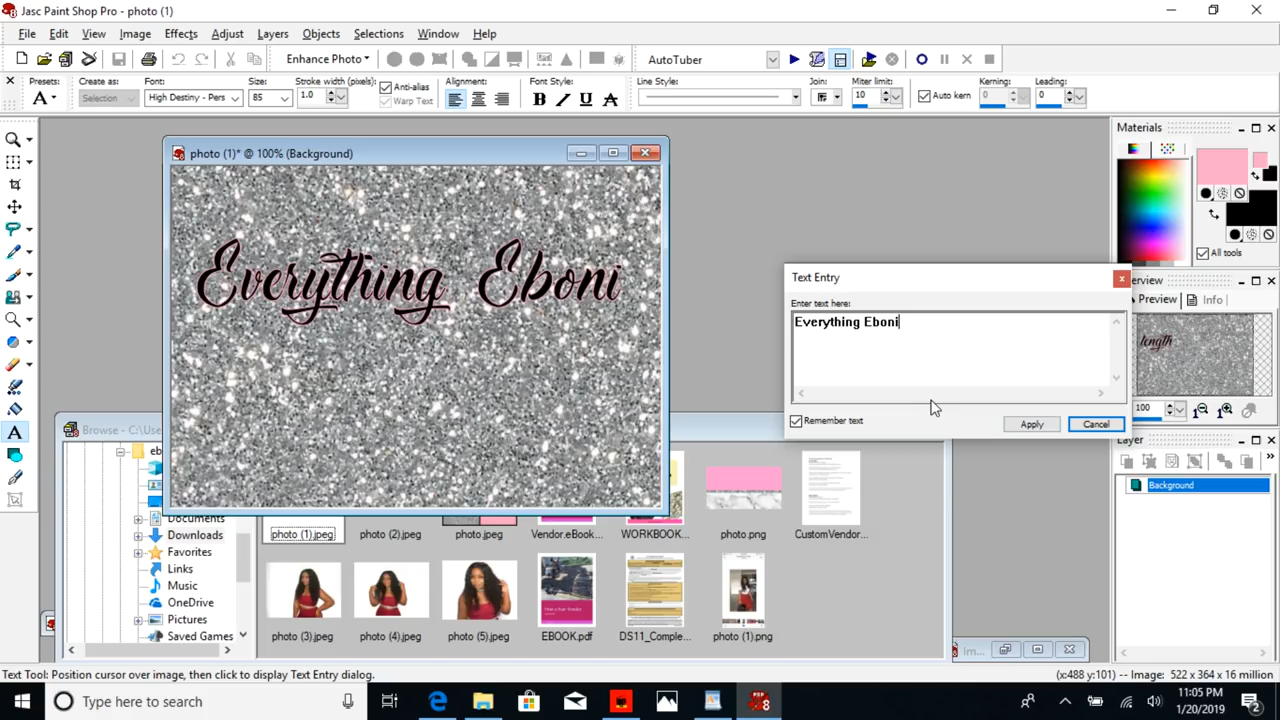 Jasc Paint Shop Pro - photo (1)
File Edit View Image Effects Adjust Layers Objects Selections Window Help
Enhance Photo AutoTuber
Presets: Create as: Font: Size: Stroke width (pixels): Alignment: Font Style: Line Style: Join: Miter limit: Kerning: Leading:
A Selection High Destiny - Pers 85 1.0 Anti-alias Warp Text B I U A 10 Auto kern 0 0
photo (1)* @ 100% (Background)
Everything Eboni
Materials
All tools
Text Entry
Enter text here:
Everything Eboni
Remember text Apply Cancel
Preview Info
length
100
Layer
Background
Browse - C:\Use
eb
Documents
Downloads
Favorites
Links
Music
OneDrive
Pictures
Saved Games
photo (1).jpeg photo (2).jpeg photo.jpeg Vendor.eBook... WORKBOOK... photo.png CustomVendor...
photo (3).jpeg photo (4).jpeg photo (5).jpeg EBOOK.pdf DS11_Comple... photo (1).png
Im...
Text Tool: Position cursor over image, then click to display Text Entry dialog. (x:488 y:101) -- Image: 522 x 364 x 16 million
Type here to search
11:05 PM
1/20/2019
2